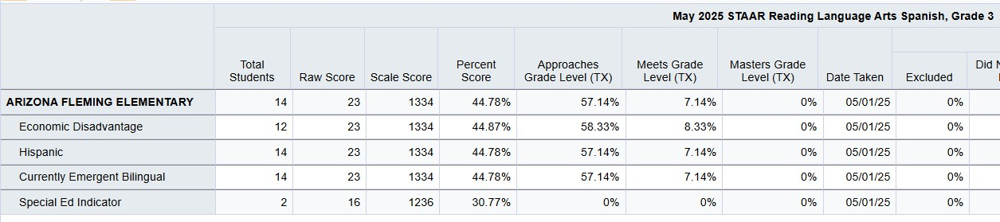 May 2025 STAAR Reading Language Arts Spanish, Grade 3
Total Students Raw Score Scale Score Percent Score Approaches Grade Level (TX) Meets Grade Level (TX) Masters Grade Level (TX) Date Taken Excluded Did
ARIZONA FLEMING ELEMENTARY 14 23 1334 44.78% 57.14% 7.14% 0% 05/01/25 0%
Economic Disadvantage 12 23 1334 44.87% 58.33% 8.33% 0% 05/01/25 0%
Hispanic 14 23 1334 44.78% 57.14% 7.14% 0% 05/01/25 0%
Currently Emergent Bilingual 14 23 1334 44.78% 57.14% 7.14% 0% 05/01/25 0%
Special Ed Indicator 2 16 1236 30.77% 0% 0% 0% 05/01/25 0%